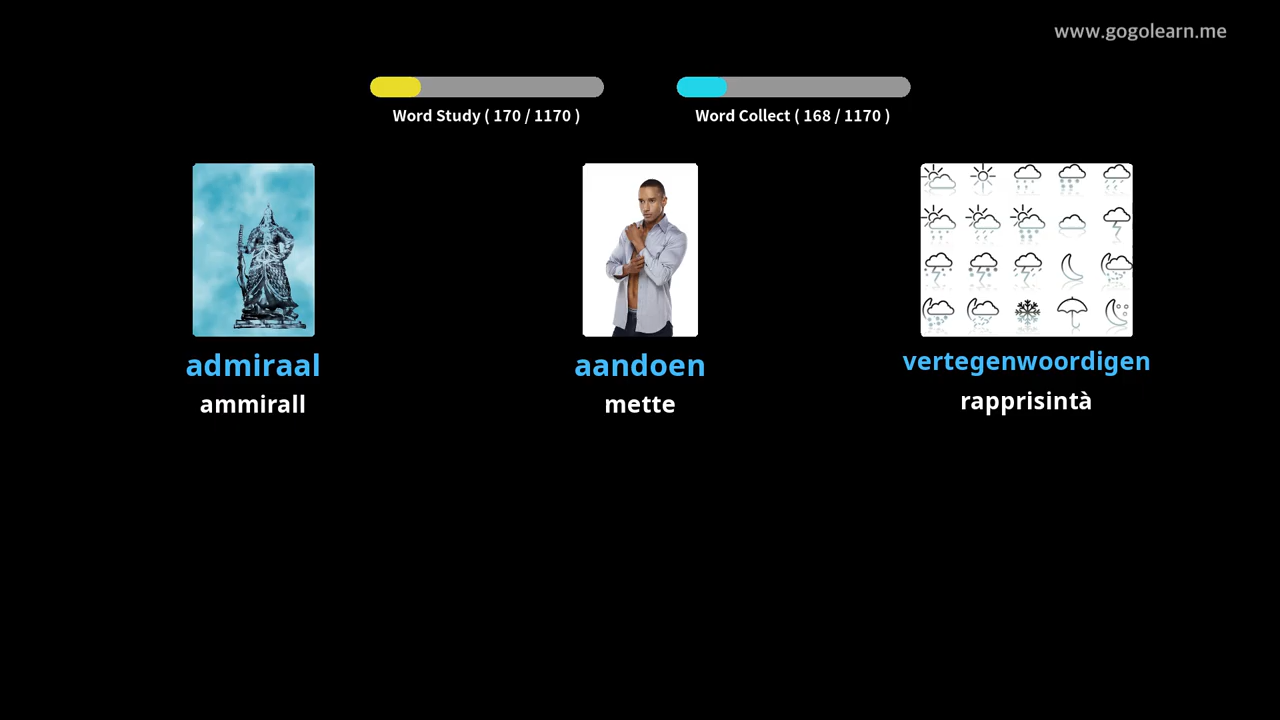 www.gogolearn.me
Word Study ( 170 / 1170 )
Word Collect ( 168 / 1170 )
admiraal
ammirall
aandoen
mette
vertegenwoordigen
rapprisintà